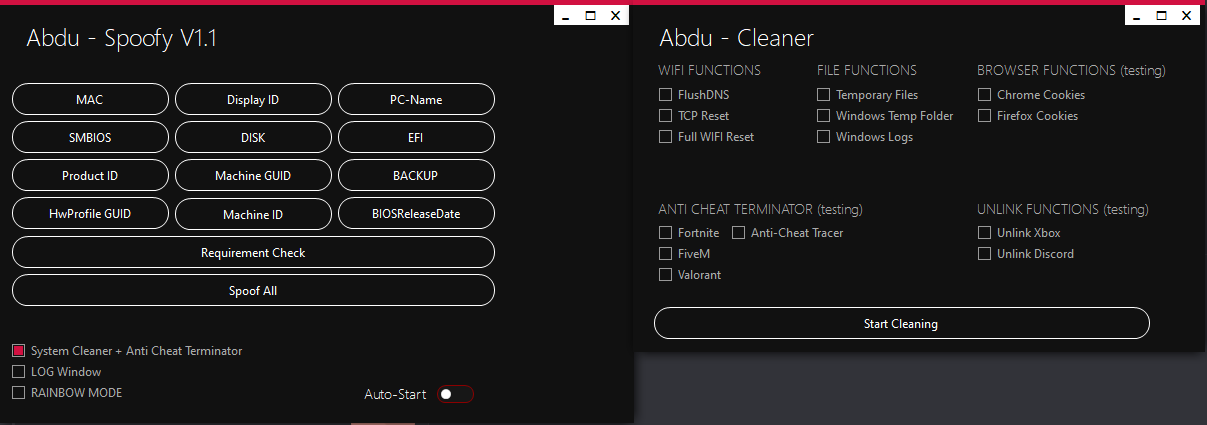 Abdu - Spoofy V1.1
MAC
Display ID
PC-Name
SMBIOS
DISK
EFI
Product ID
Machine GUID
BACKUP
HwProfile GUID
Machine ID
BIOSReleaseDate
Requirement Check
Spoof All
System Cleaner + Anti Cheat Terminator
LOG Window
RAINBOW MODE
Auto-Start
Abdu - Cleaner
WIFI FUNCTIONS
FlushDNS
TCP Reset
Full WIFI Reset
FILE FUNCTIONS
Temporary Files
Windows Temp Folder
Windows Logs
BROWSER FUNCTIONS (testing)
Chrome Cookies
Firefox Cookies
ANTI CHEAT TERMINATOR (testing)
Fortnite
Anti-Cheat Tracer
FiveM
Valorant
UNLINK FUNCTIONS (testing)
Unlink Xbox
Unlink Discord
Start Cleaning